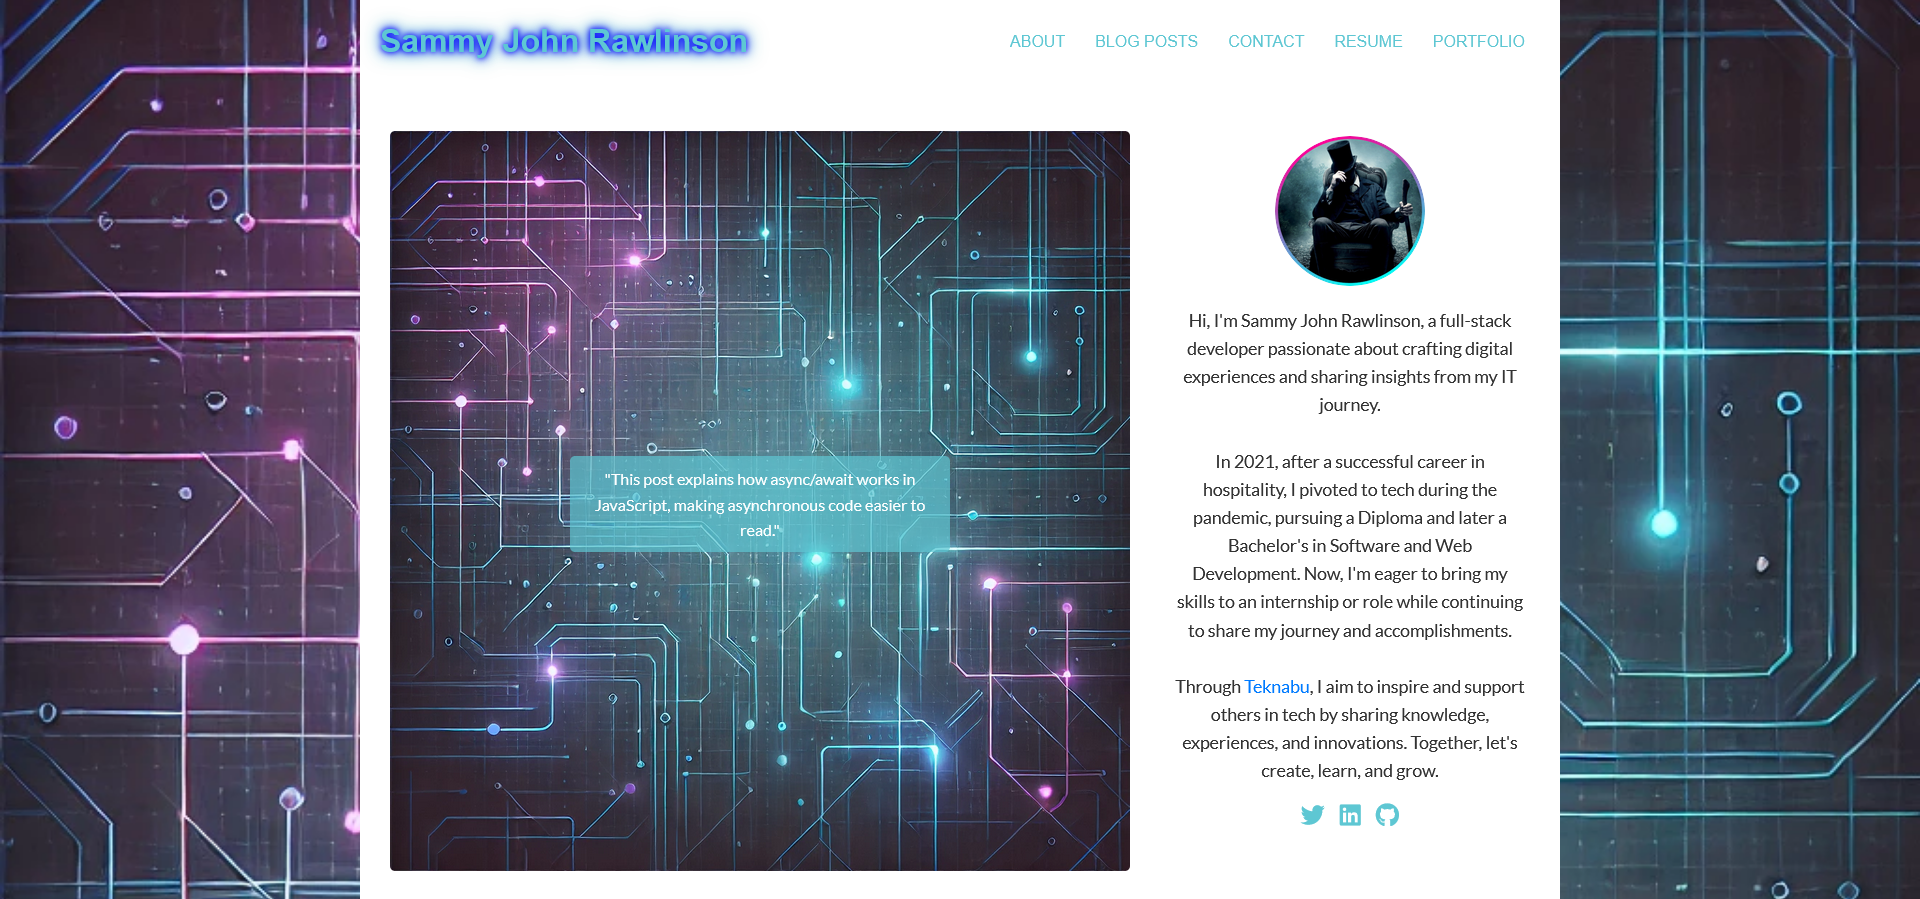 Sammy John Rawlinson
ABOUT BLOG POSTS CONTACT RESUME PORTFOLIO
"This post explains how async/await works in
JavaScript, making asynchronous code easier to
read."
Hi, I'm Sammy John Rawlinson, a full-stack
developer passionate about crafting digital
experiences and sharing insights from my IT
journey.
In 2021, after a successful career in
hospitality, I pivoted to tech during the
pandemic, pursuing a Diploma and later a
Bachelor's in Software and Web
Development. Now, I'm eager to bring my
skills to an internship or role while continuing
to share my journey and accomplishments.
Through Teknabu, I aim to inspire and support
others in tech by sharing knowledge,
experiences, and innovations. Together, let's
create, learn, and grow.